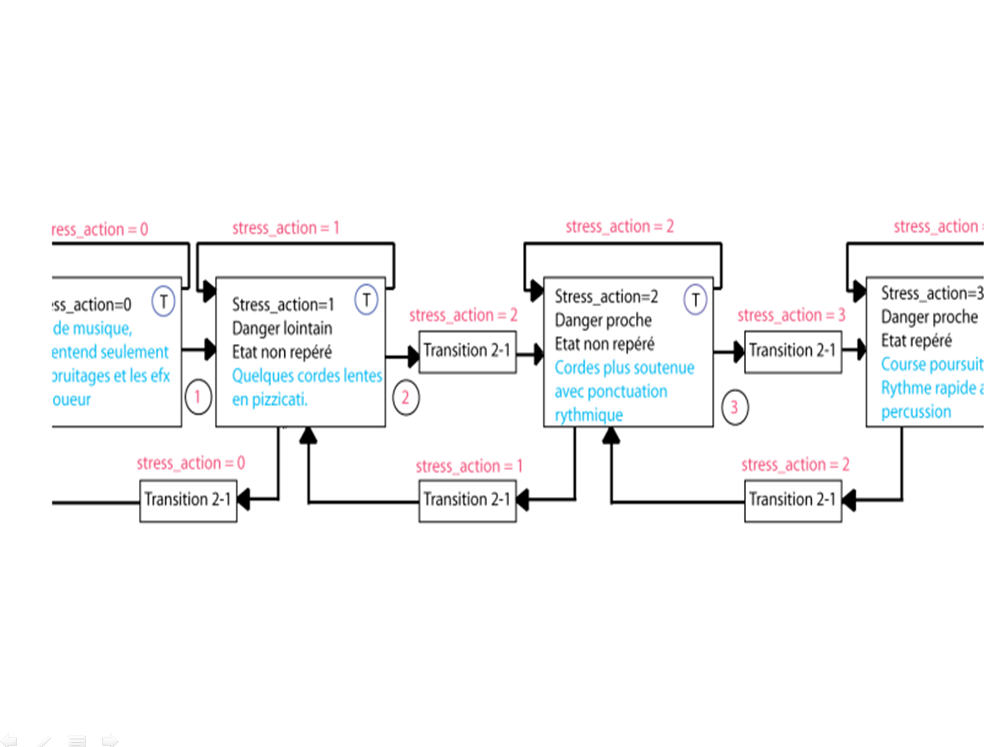 ress_action = 0
stress_action = 1
stress_action = 2
stress_action
ss_action=0
T
de musique,
entend seulement
bruitages et les efx
oueur
1
Stress_action=1
T
Danger lointain
Etat non repéré
Quelques cordes lentes
en pizzicati.
2
stress_action = 2
Transition 2-1
Stress_action=2
T
Danger proche
Etat non repéré
Cordes plus soutenue
avec ponctuation
rythmique
3
stress_action = 3
Transition 2-1
Stress_action=3
Danger proche
Etat repéré
Course poursuit
Rythme rapide a
percussion
stress_action = 0
Transition 2-1
stress_action = 1
Transition 2-1
stress_action = 2
Transition 2-1